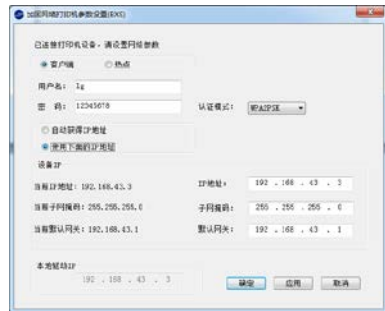 加固网络打印机参数设置(EXG)
已连接打印机设备,请设置网络参数
客户端 热点
用户名: lg
密 码: 12345678 认证模式: WPA2PSK
自动获得IP地址
使用下面的IP地址
设备IP
当前IP地址: 192.168.43.3 IP地址: 192 . 168 . 43 . 3
当前子网掩码: 255.255.255.0 子网掩码: 255 . 255 . 255 . 0
当前默认网关: 192.168.43.1 默认网关: 192 . 168 . 43 . 1
本地驱动IP
192 . 168 . 43 . 3 确定 应用 取消